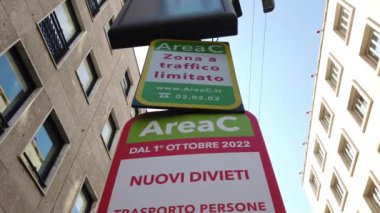 AreaC
Zona a
traffico
limitato
www.AreaC.it
☎ 02.02.02
AreaC
DAL 1° OTTOBRE 2022
NUOVI DIVIETI
TRASPORTO PERSONE